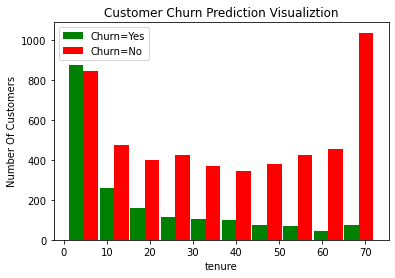 Customer Churn Prediction Visualiztion
Churn=Yes
Churn=No
Number Of Customers
1000
800
600
400
200
0
0 10 20 30 40 50 60 70
tenure